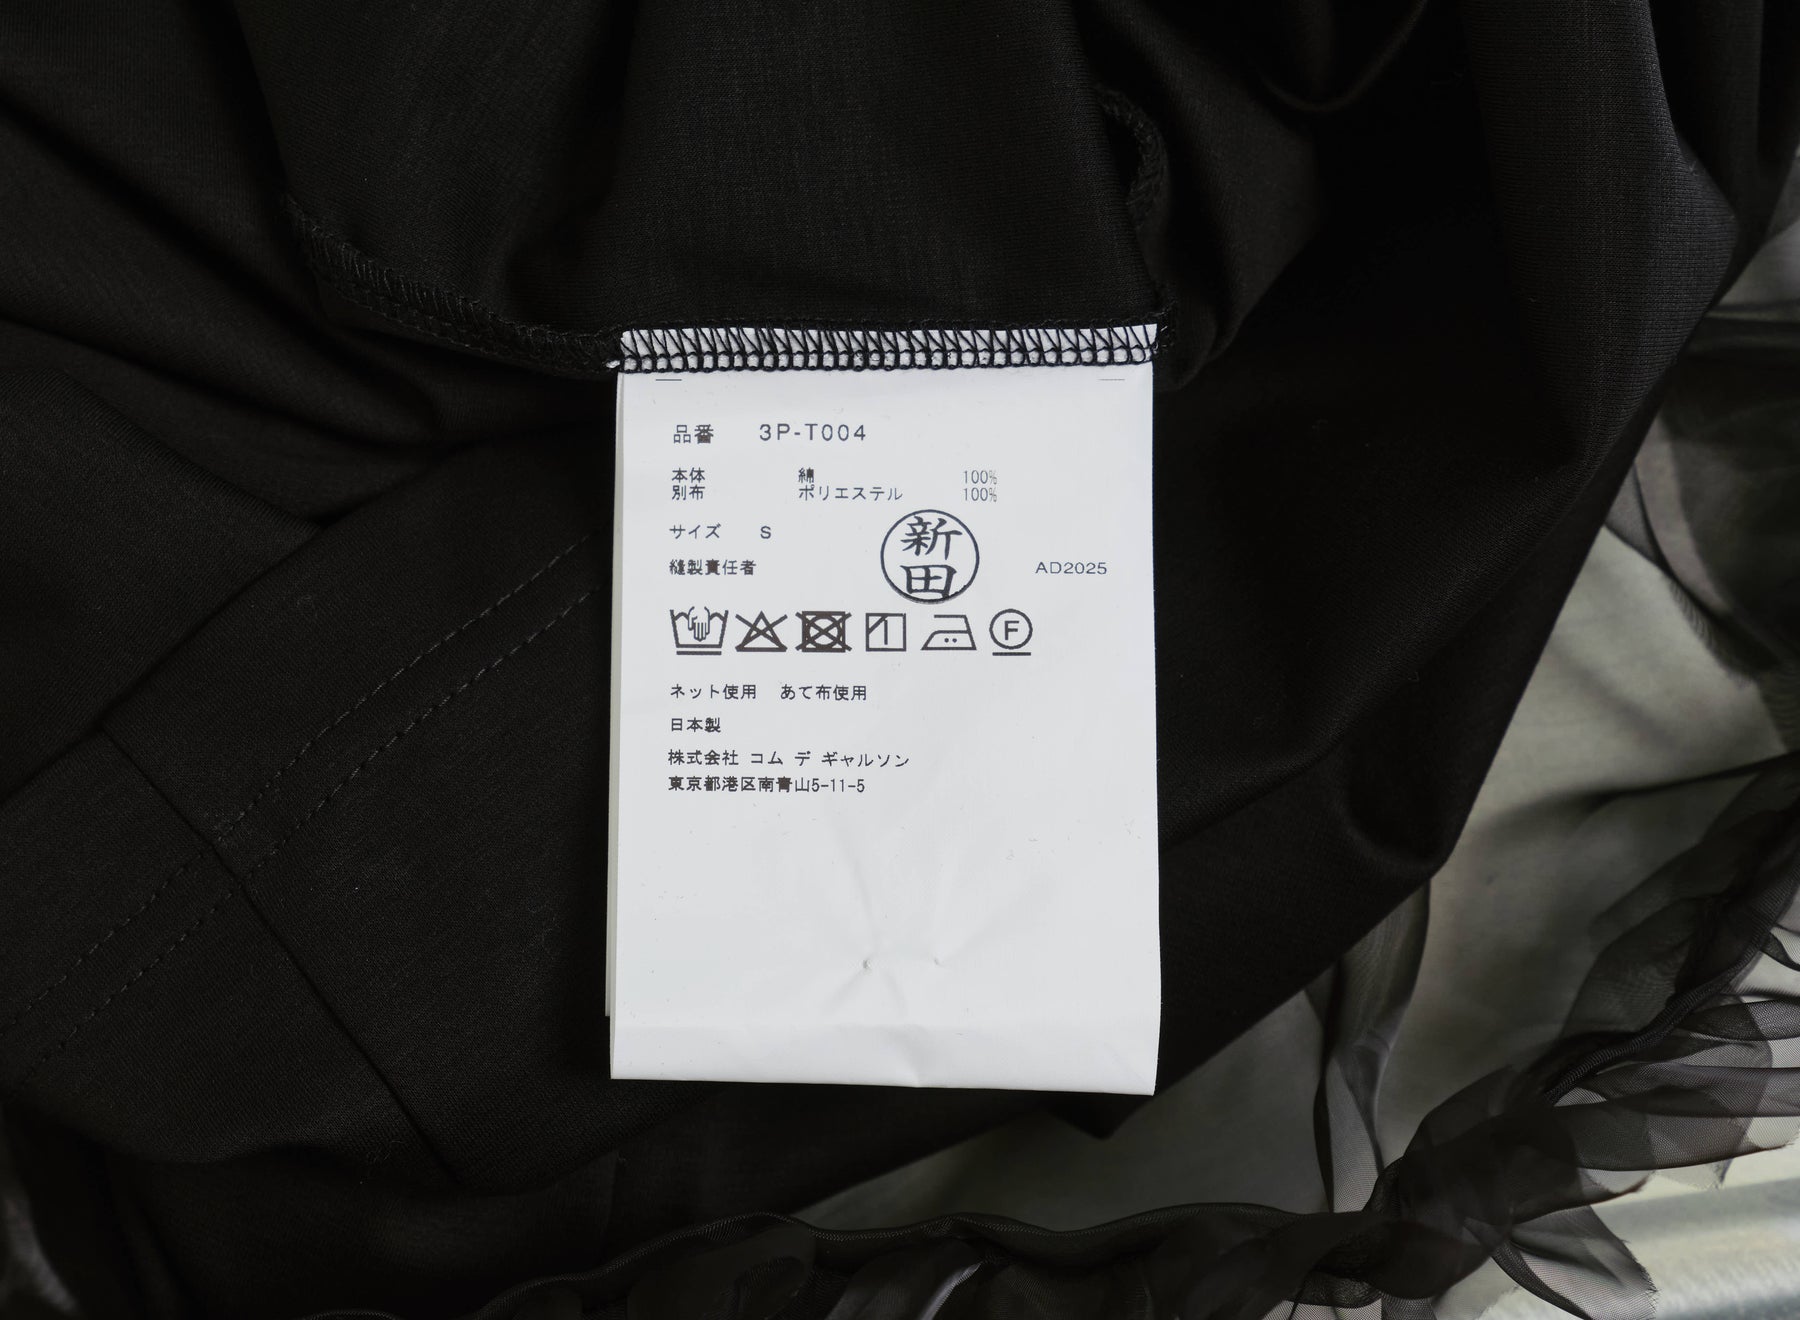 品番 3P-T004
本体 綿 100%
別布 ポリエステル 100%
サイズ S
縫製責任者 新田 AD2025
F
ネット使用 あて布使用
日本製
株式会社 コム デ ギャルソン
東京都港区南青山5-11-5